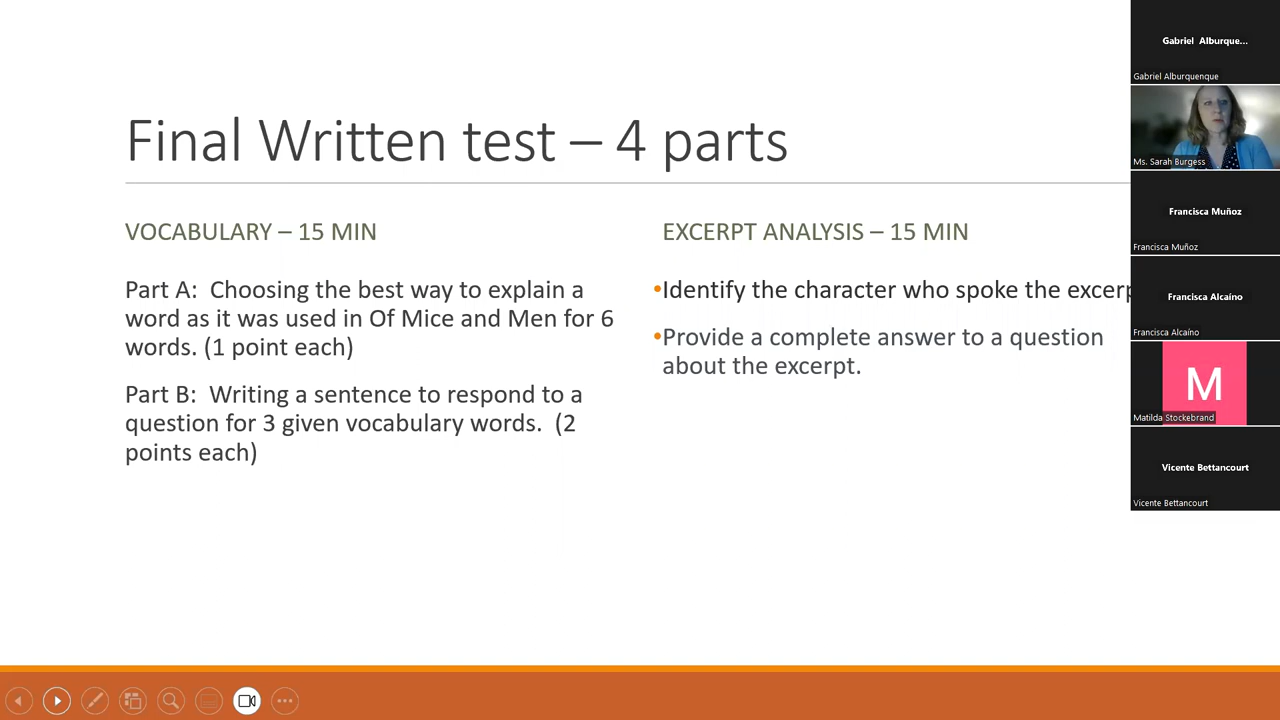 Final Written test – 4 parts
VOCABULARY – 15 MIN
Part A:  Choosing the best way to explain a
word as it was used in Of Mice and Men for 6
words. (1 point each)
Part B:  Writing a sentence to respond to a
question for 3 given vocabulary words.  (2
points each)
EXCERPT ANALYSIS – 15 MIN
•Identify the character who spoke the excerp
•Provide a complete answer to a question
about the excerpt.
Gabriel Alburque...
Gabriel Alburquenque
Ms. Sarah Burgess
Francisca Muñoz
Francisca Muñoz
Francisca Alcaíno
Francisca Alcaíno
M
Matilda Stockebrand
Vicente Bettancourt
Vicente Bettancourt